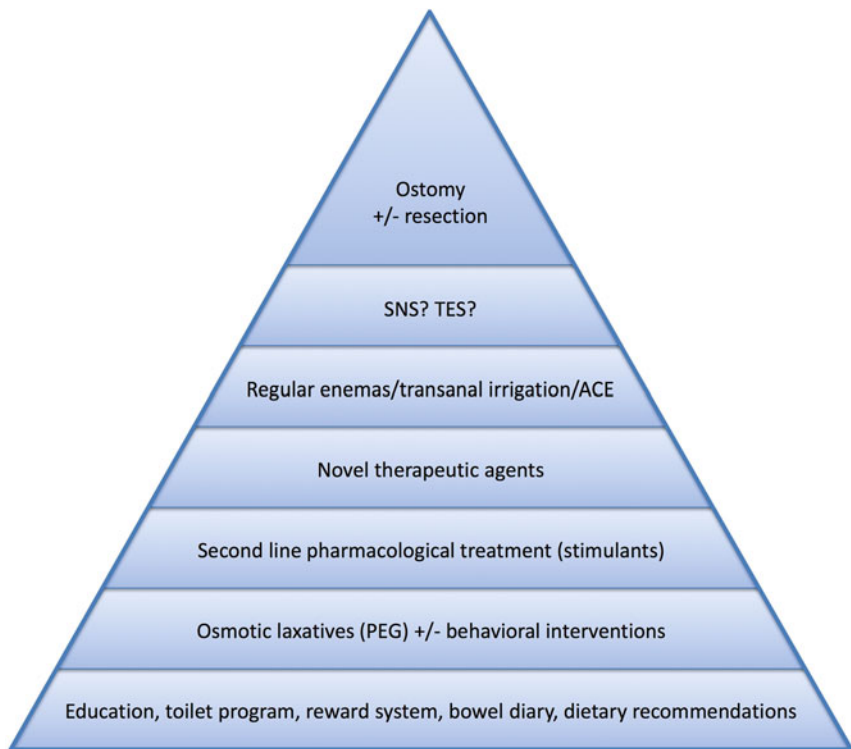 Ostomy
+/- resection
SNS? TES?
Regular enemas/transanal irrigation/ACE
Novel therapeutic agents
Second line pharmacological treatment (stimulants)
Osmotic laxatives (PEG) +/- behavioral interventions
Education, toilet program, reward system, bowel diary, dietary recommendations